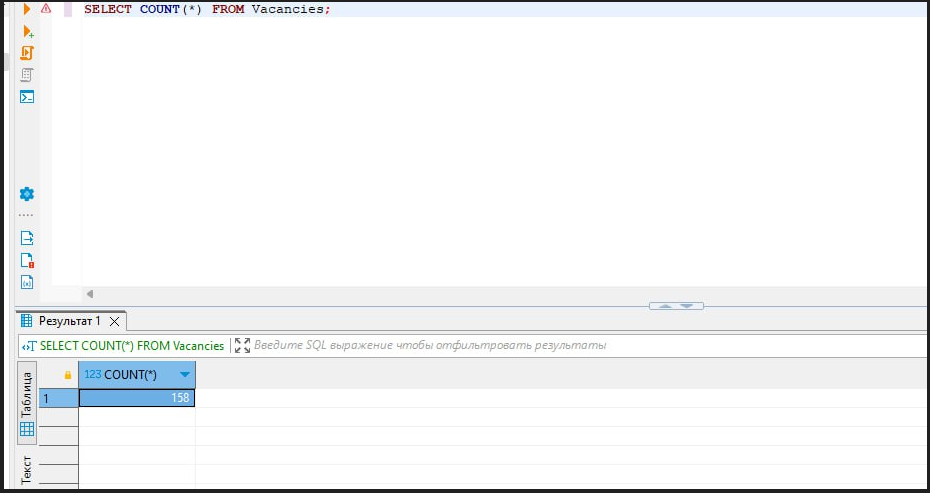 SELECT COUNT(*) FROM Vacancies;
Результат 1
SELECT COUNT(*) FROM Vacancies
Введите SQL выражение чтобы отфильтровать результаты
Таблица
123 COUNT(*)
1
158
Текст